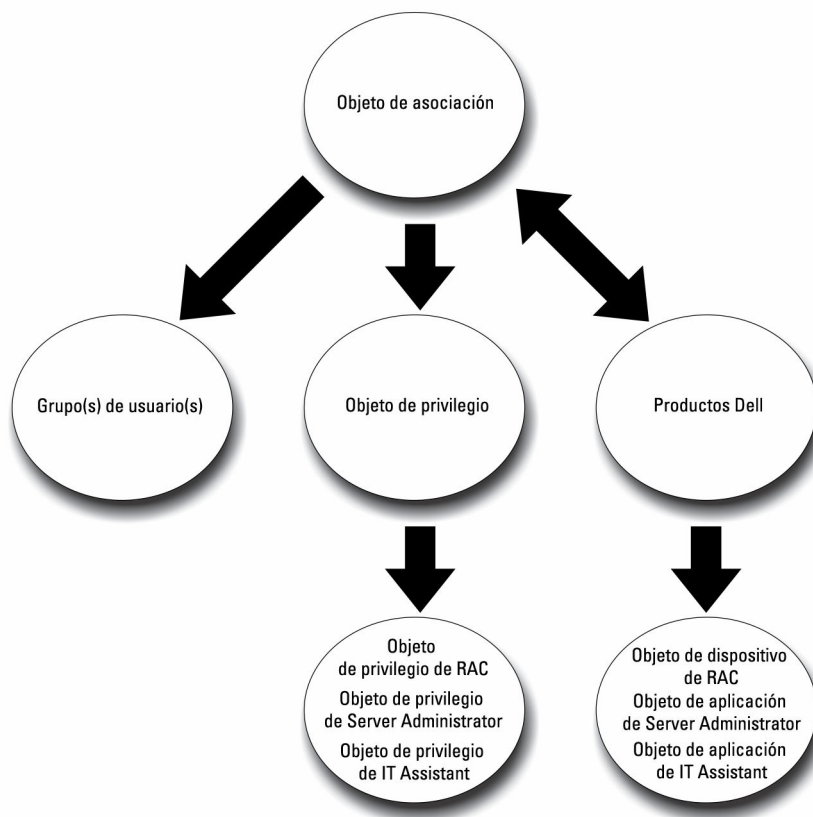 Objeto de asociación
Grupo(s) de usuario(s)
Objeto de privilegio
Productos Dell
Objeto
de privilegio de RAC
Objeto de privilegio
de Server Administrator
Objeto de privilegio
de IT Assistant
Objeto de dispositivo
de RAC
Objeto de aplicación
de Server Administrator
Objeto de aplicación
de IT Assistant